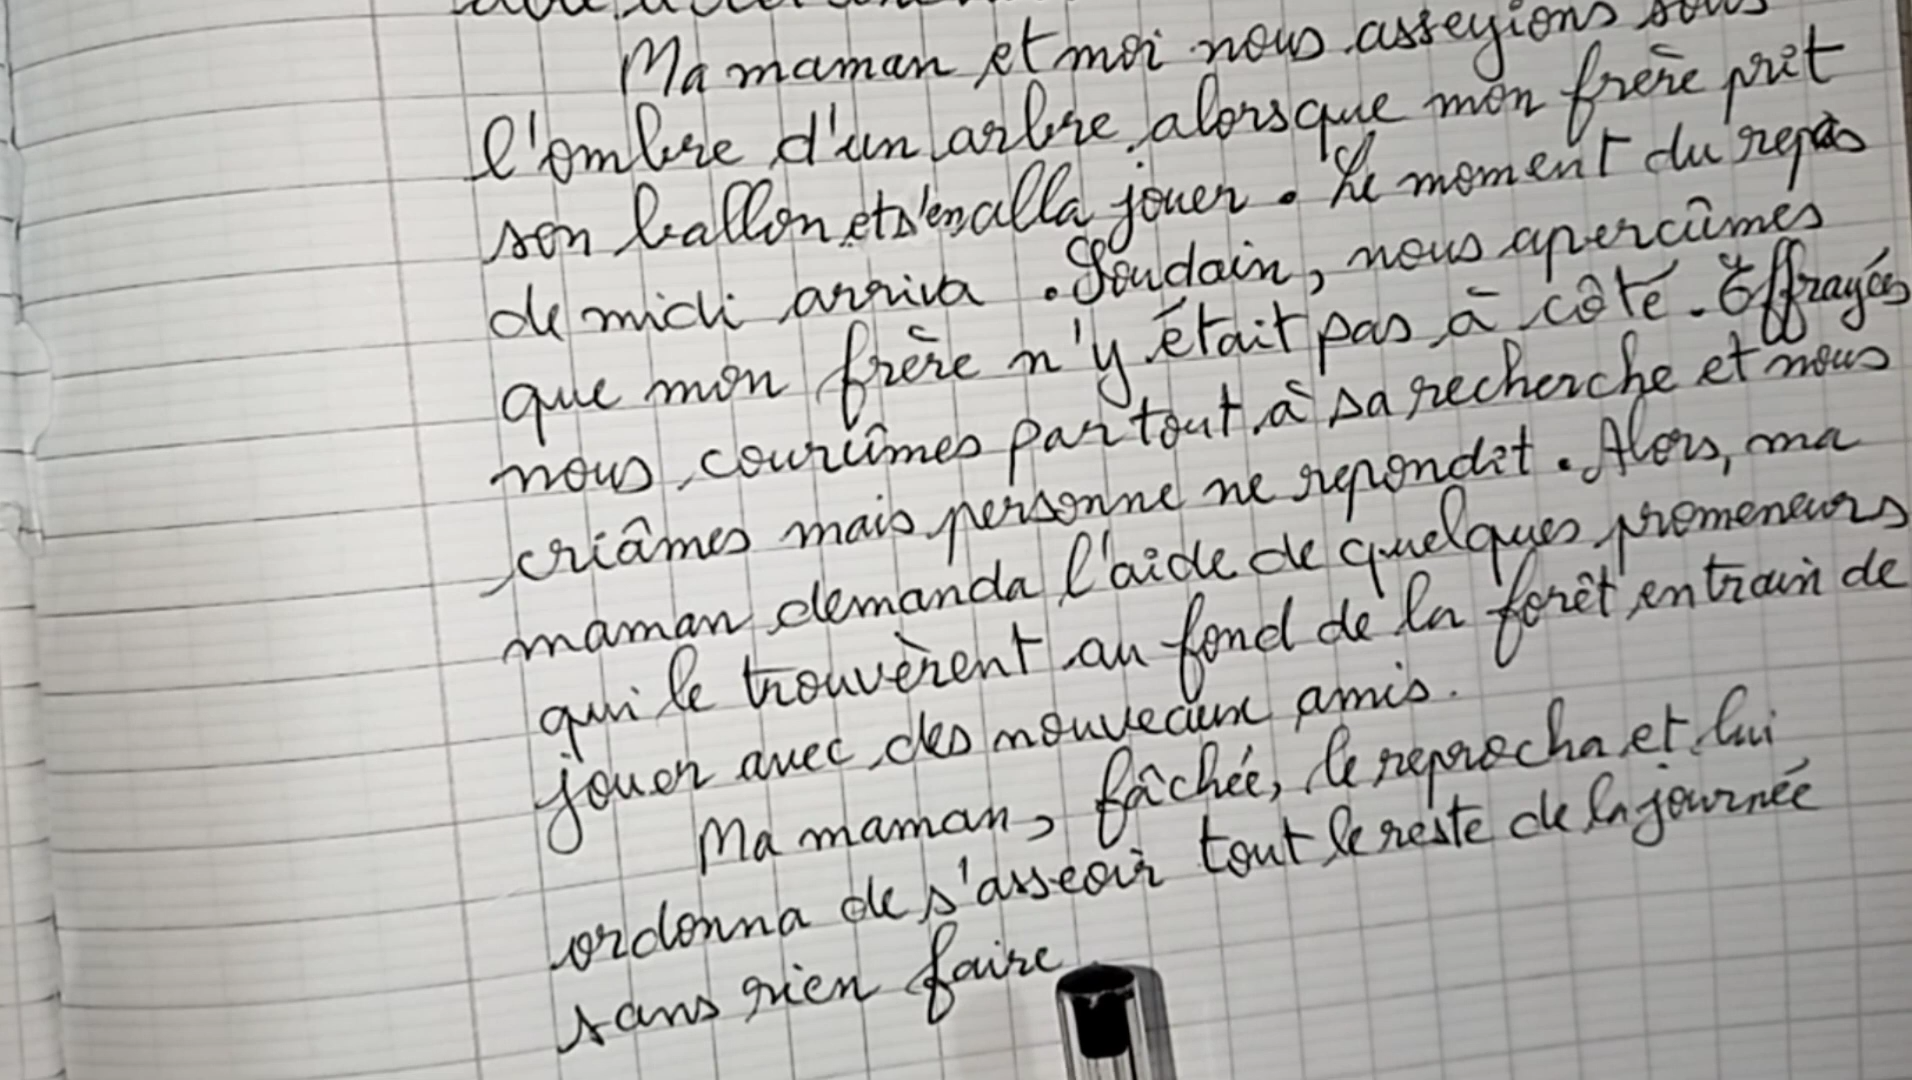 Ma maman et moi nous asseyions sous
l'ombre d'un arbre alorsque mon frère prit
son ballon et s'en alla jouer. Le moment du repas
de midi arriva. Soudain, nous apercûmes
que mon frère n'y était pas à côté. Effrayés
nous courûmes partout à sa recherche et nous
criâmes mais personne ne repondit. Alors, ma
maman demanda l'aide de quelques promeneurs
qui le trouvèrent au fond de la forêt entrain de
jouer avec des nouveaux amis.
Ma maman, fâchée, le reprocha et lui
ordonna de s'asseoir tout le reste de la journée
sans rien faire